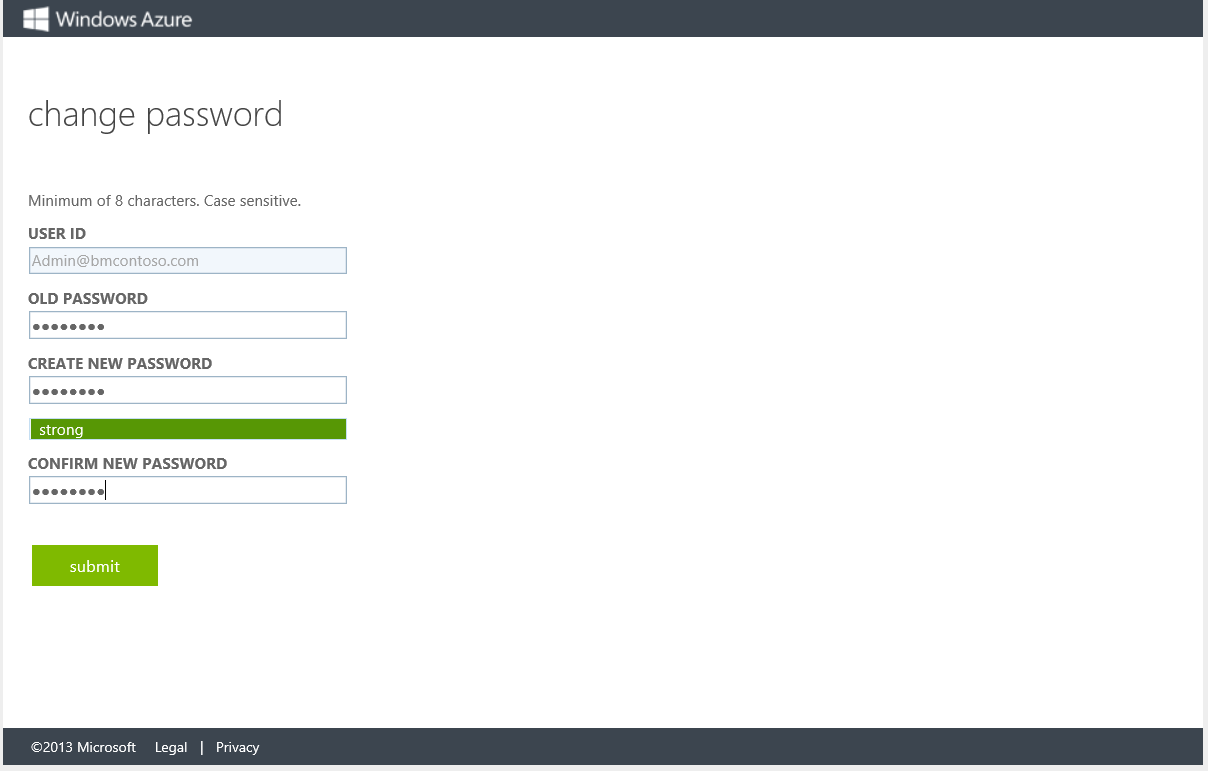 Windows Azure
change password
Minimum of 8 characters. Case sensitive.
USER ID
Admin@bmcontoso.com
OLD PASSWORD
••••••••
CREATE NEW PASSWORD
••••••••
strong
CONFIRM NEW PASSWORD
••••••••
submit
©2013 Microsoft Legal | Privacy